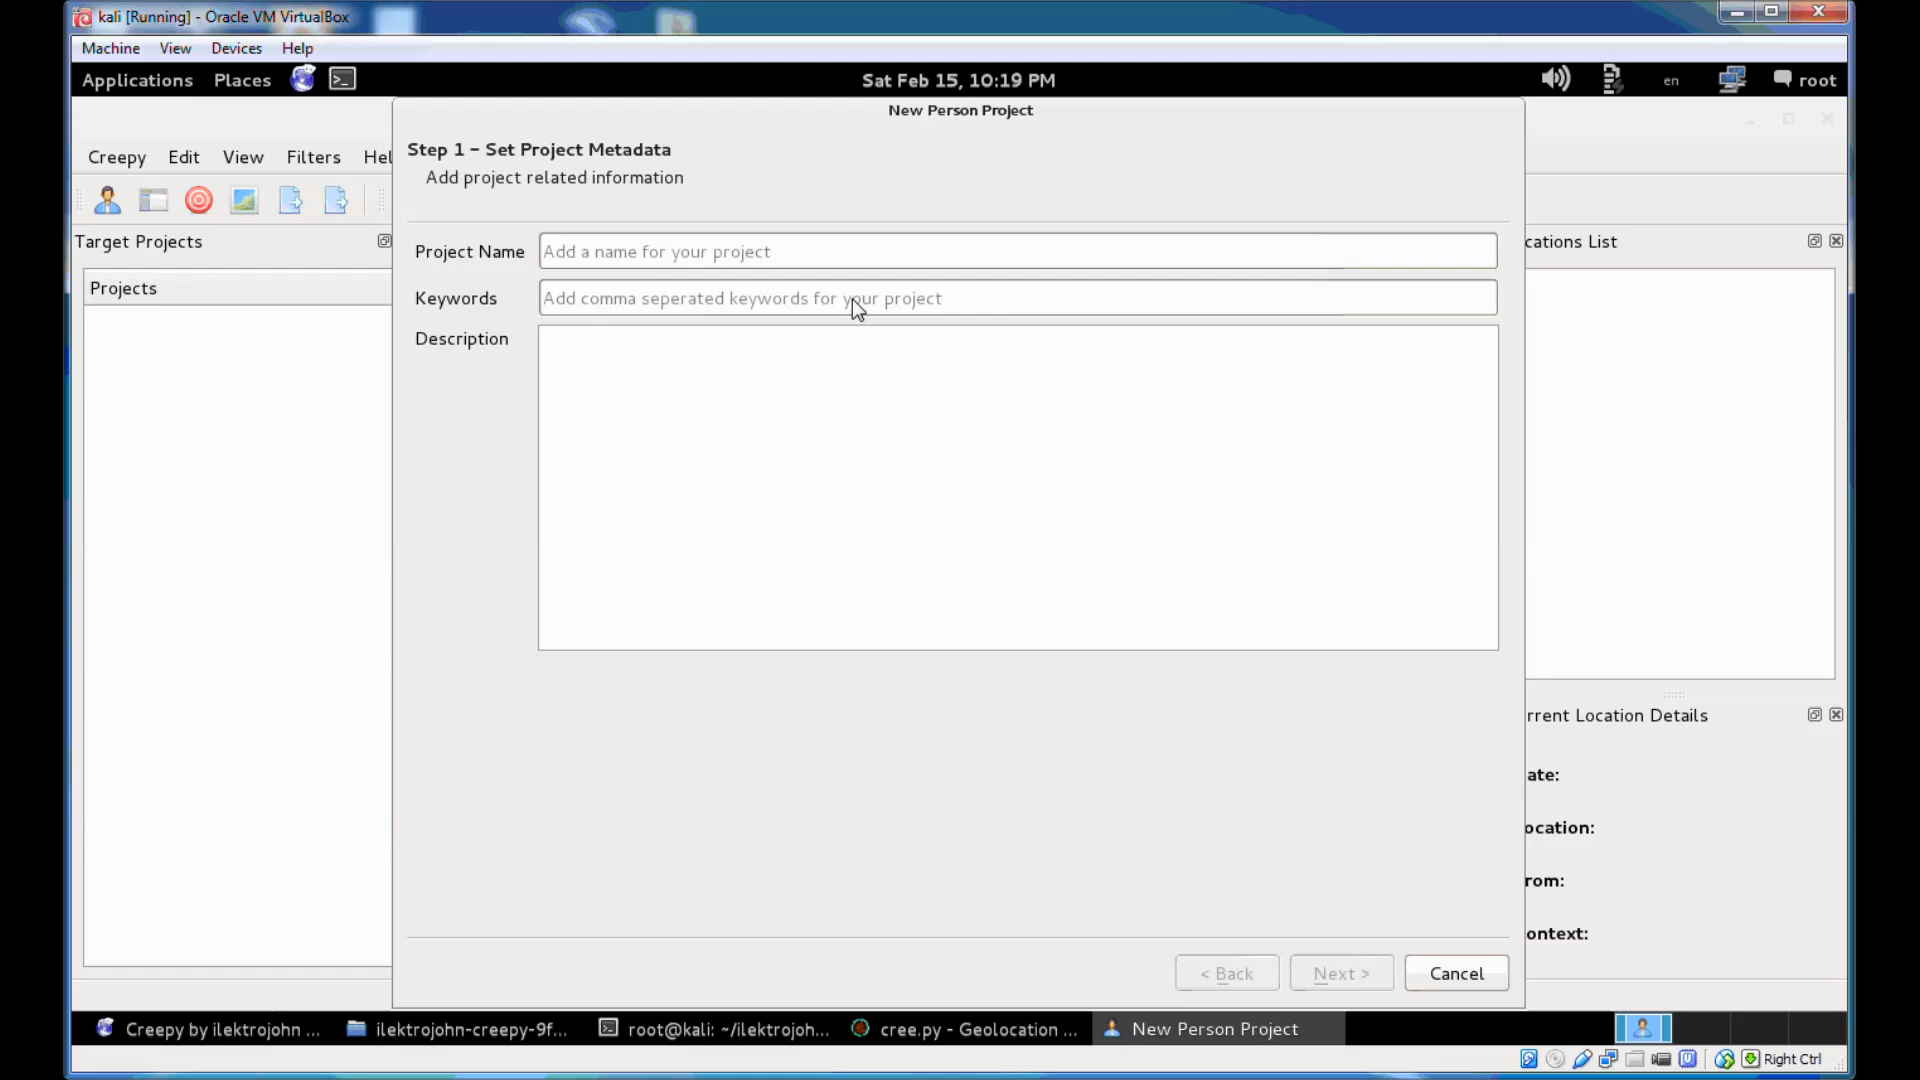 kali [Running] - Oracle VM VirtualBox
Machine View Devices Help
Applications Places Sat Feb 15, 10:19 PM en root
New Person Project
Creepy Edit View Filters Hel
Step 1 - Set Project Metadata
Add project related information
Target Projects
cations List
Projects
Project Name Add a name for your project
Keywords Add comma seperated keywords for your project
Description
rrent Location Details
ate:
ocation:
rom:
ontext:
< Back Next > Cancel
Creepy by ilektrojohn ... ilektrojohn-creepy-9f... root@kali: ~/ilektrojoh... cree.py - Geolocation ... New Person Project
Right Ctrl